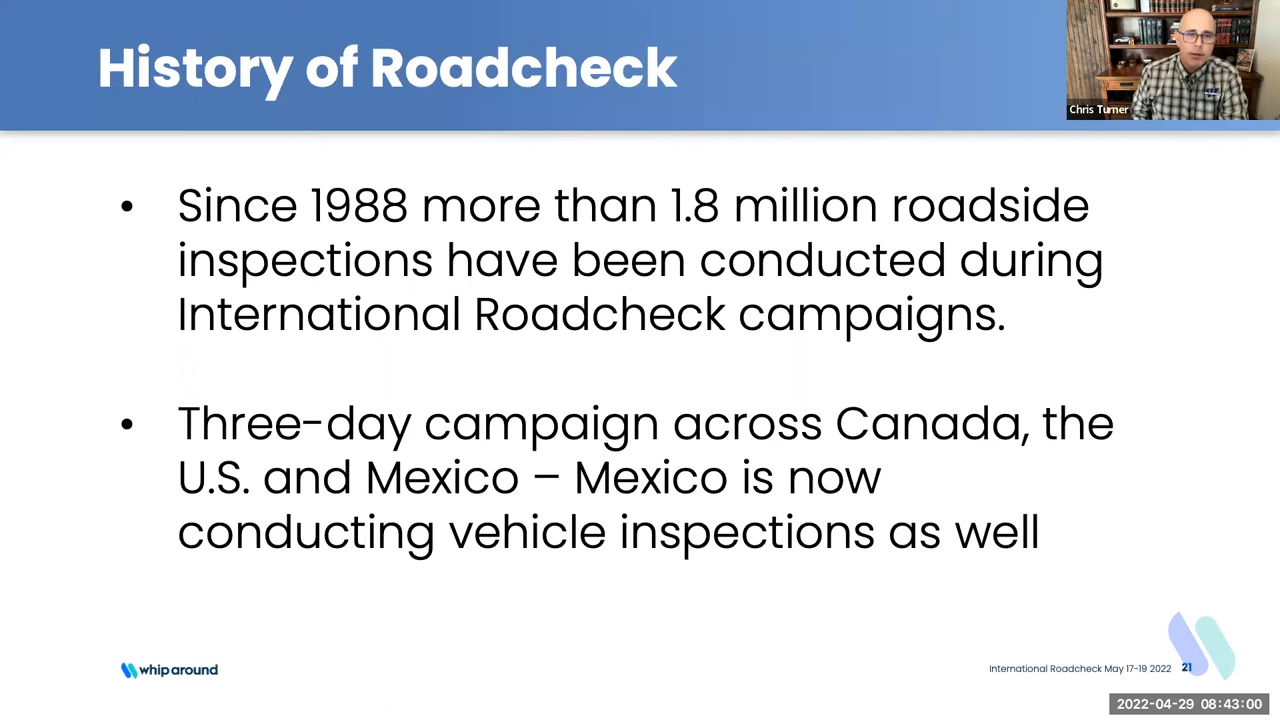 History of Roadcheck
Chris Turner
• Since 1988 more than 1.8 million roadside
inspections have been conducted during
International Roadcheck campaigns.
• Three-day campaign across Canada, the
U.S. and Mexico – Mexico is now
conducting vehicle inspections as well
whip around
International Roadcheck May 17-19 2022 21
2022-04-29 08:43:00